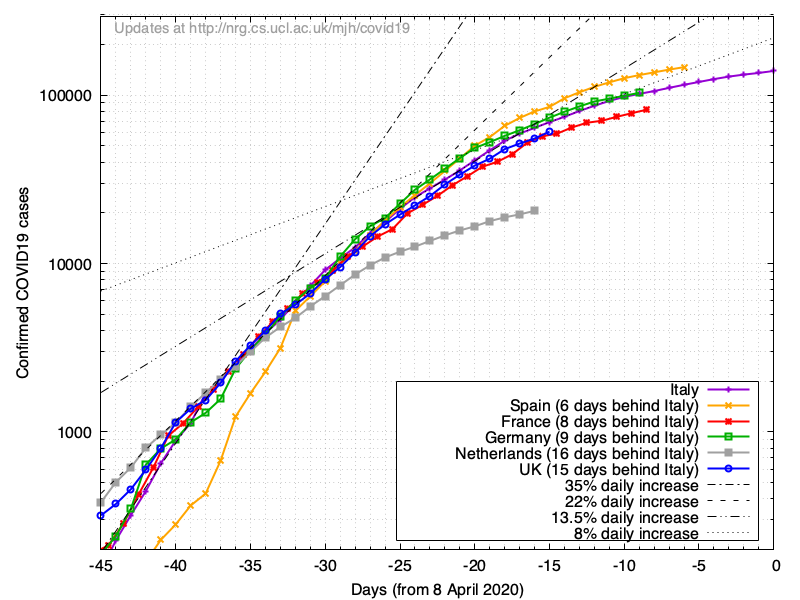 Updates at http://nrg.cs.ucl.ac.uk/mjh/covid19
100000
10000
1000
Confirmed COVID19 cases
Italy
Spain (6 days behind Italy)
France (8 days behind Italy)
Germany (9 days behind Italy)
Netherlands (16 days behind Italy)
UK (15 days behind Italy)
35% daily increase
22% daily increase
13.5% daily increase
8% daily increase
-45 -40 -35 -30 -25 -20 -15 -10 -5 0
Days (from 8 April 2020)